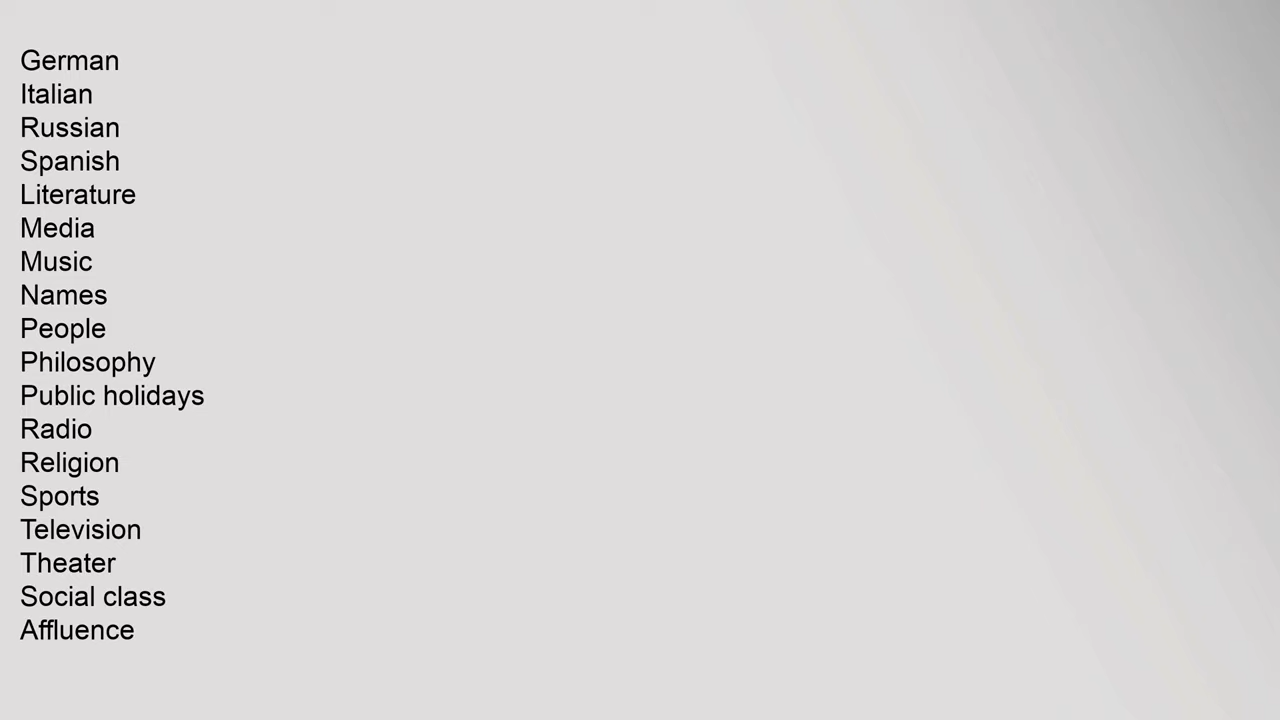 German
Italian
Russian
Spanish
Literature
Media
Music
Names
People
Philosophy
Public holidays
Radio
Religion
Sports
Television
Theater
Social class
Affluence